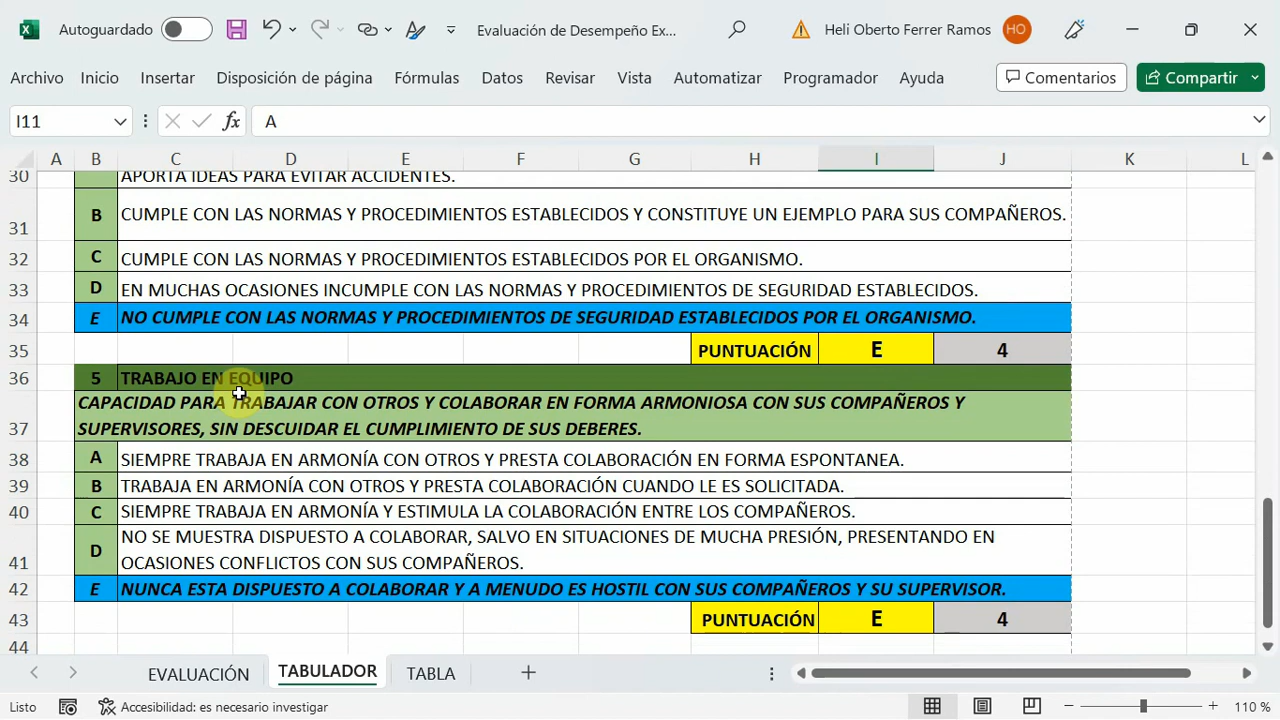 Autoguardado
Evaluación de Desempeño Ex...
Heli Oberto Ferrer Ramos
HO
Archivo Inicio Insertar Disposición de página Fórmulas Datos Revisar Vista Automatizar Programador Ayuda Comentarios Compartir
I11 fx A
A B C D E F G H I J K L
30 APORTA IDEAS PARA EVITAR ACCIDENTES.
31 B CUMPLE CON LAS NORMAS Y PROCEDIMIENTOS ESTABLECIDOS Y CONSTITUYE UN EJEMPLO PARA SUS COMPAÑEROS.
32 C CUMPLE CON LAS NORMAS Y PROCEDIMIENTOS ESTABLECIDOS POR EL ORGANISMO.
33 D EN MUCHAS OCASIONES INCUMPLE CON LAS NORMAS Y PROCEDIMIENTOS DE SEGURIDAD ESTABLECIDOS.
34 E NO CUMPLE CON LAS NORMAS Y PROCEDIMIENTOS DE SEGURIDAD ESTABLECIDOS POR EL ORGANISMO.
35 PUNTUACIÓN E 4
36 5 TRABAJO EN EQUIPO
CAPACIDAD PARA TRABAJAR CON OTROS Y COLABORAR EN FORMA ARMONIOSA CON SUS COMPAÑEROS Y
37 SUPERVISORES, SIN DESCUIDAR EL CUMPLIMIENTO DE SUS DEBERES.
38 A SIEMPRE TRABAJA EN ARMONÍA CON OTROS Y PRESTA COLABORACIÓN EN FORMA ESPONTANEA.
39 B TRABAJA EN ARMONÍA CON OTROS Y PRESTA COLABORACIÓN CUANDO LE ES SOLICITADA.
40 C SIEMPRE TRABAJA EN ARMONÍA Y ESTIMULA LA COLABORACIÓN ENTRE LOS COMPAÑEROS.
D NO SE MUESTRA DISPUESTO A COLABORAR, SALVO EN SITUACIONES DE MUCHA PRESIÓN, PRESENTANDO EN
41 OCASIONES CONFLICTOS CON SUS COMPAÑEROS.
42 E NUNCA ESTA DISPUESTO A COLABORAR Y A MENUDO ES HOSTIL CON SUS COMPAÑEROS Y SU SUPERVISOR.
43 PUNTUACIÓN E 4
44
EVALUACIÓN TABULADOR TABLA
Listo Accesibilidad: es necesario investigar 110 %